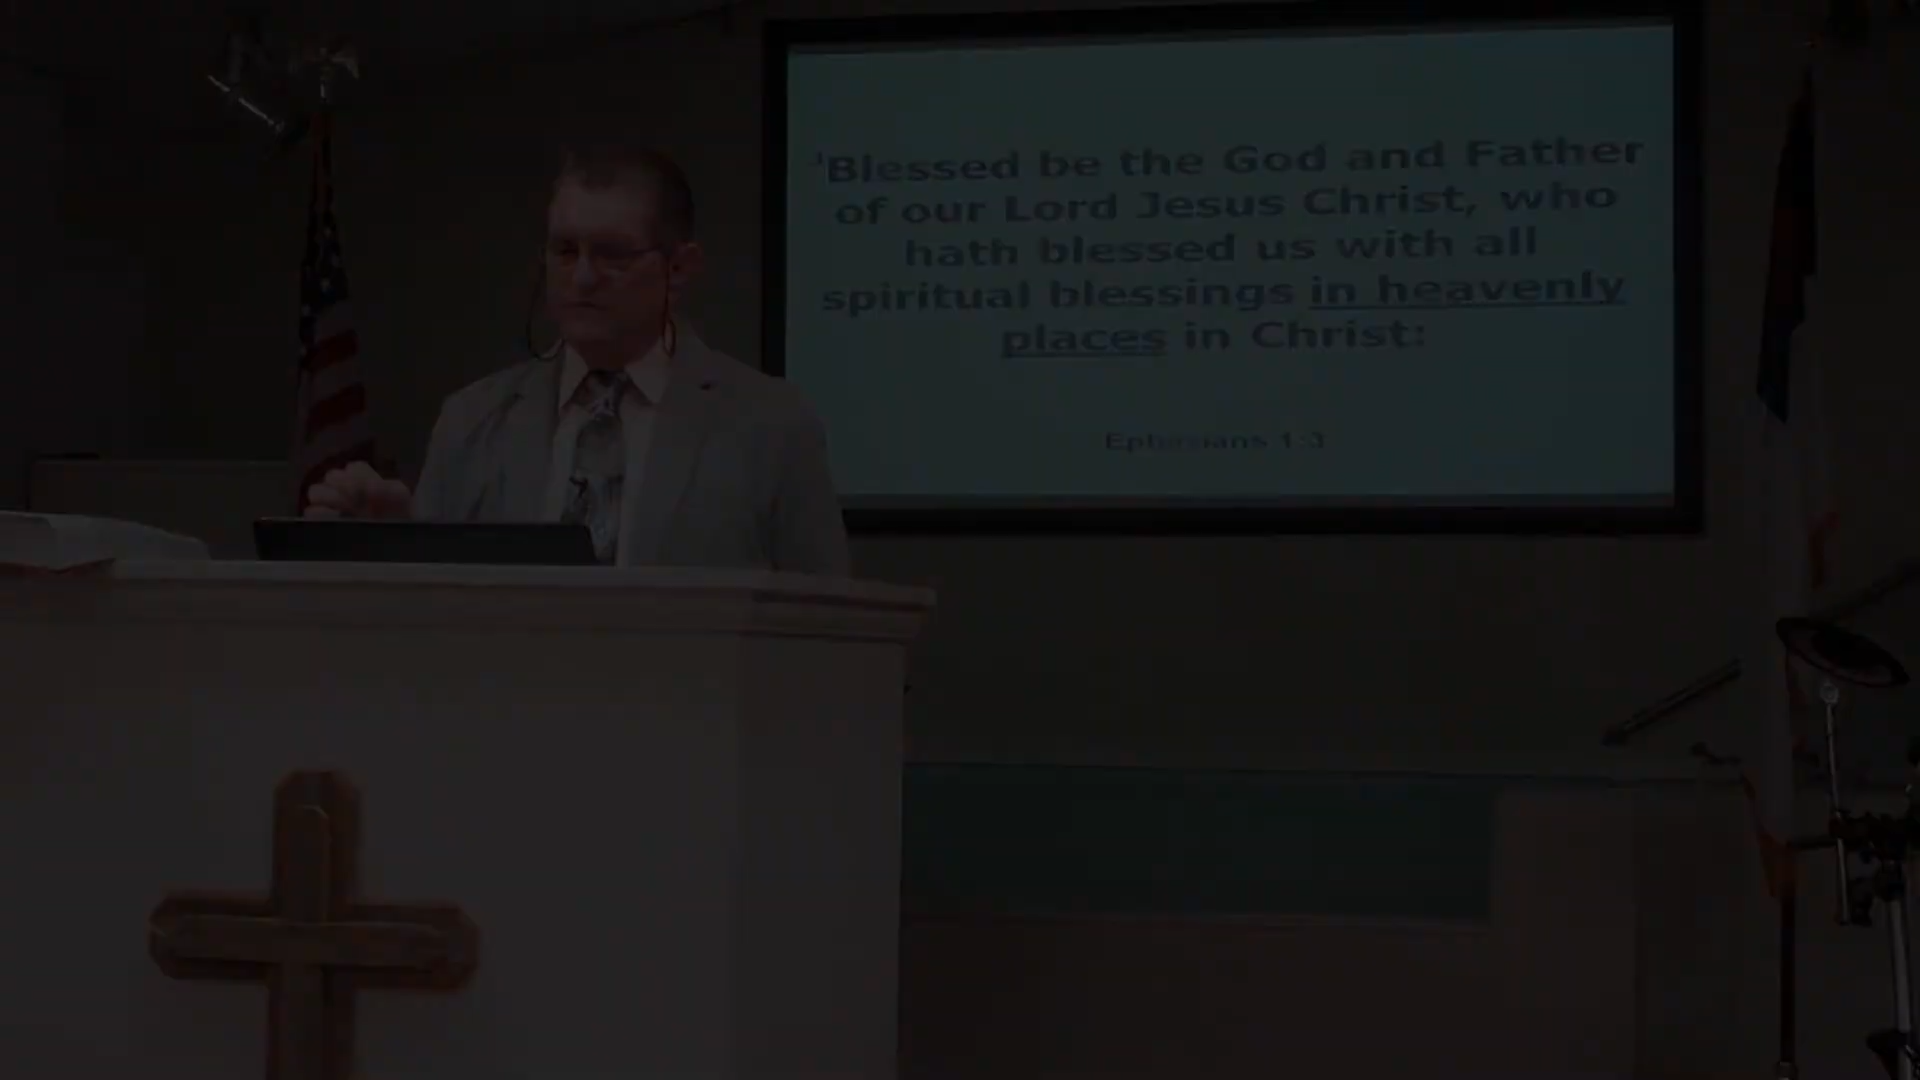 Blessed be the God and Father
of our Lord Jesus Christ, who
hath blessed us with all
spiritual blessings in heavenly
places in Christ:
Ephesians 1:3